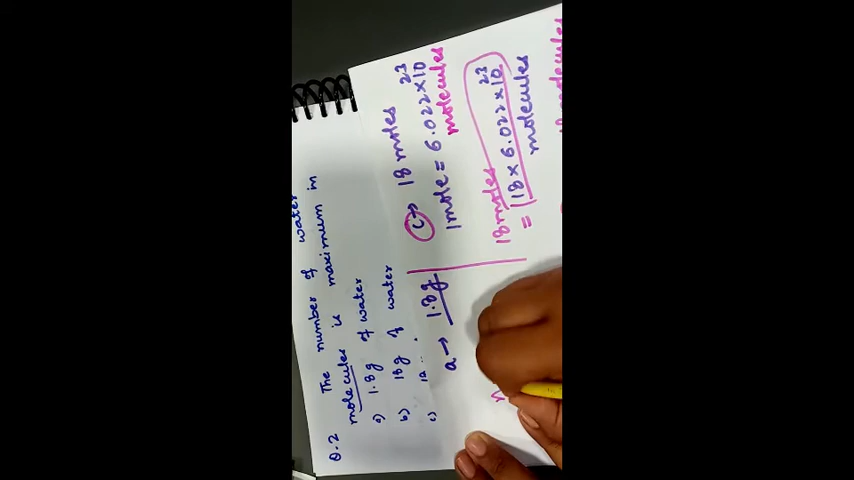 Q.2 The number of water
molecules is maximum in
a) 1.8g of water
b) 18g of water
c) 18 . .
a → 1.8g
c → 18 moles
1 mole = 6.022 × 10²³
molecules
18 moles
= 18 × 6.022 × 10²³
molecules